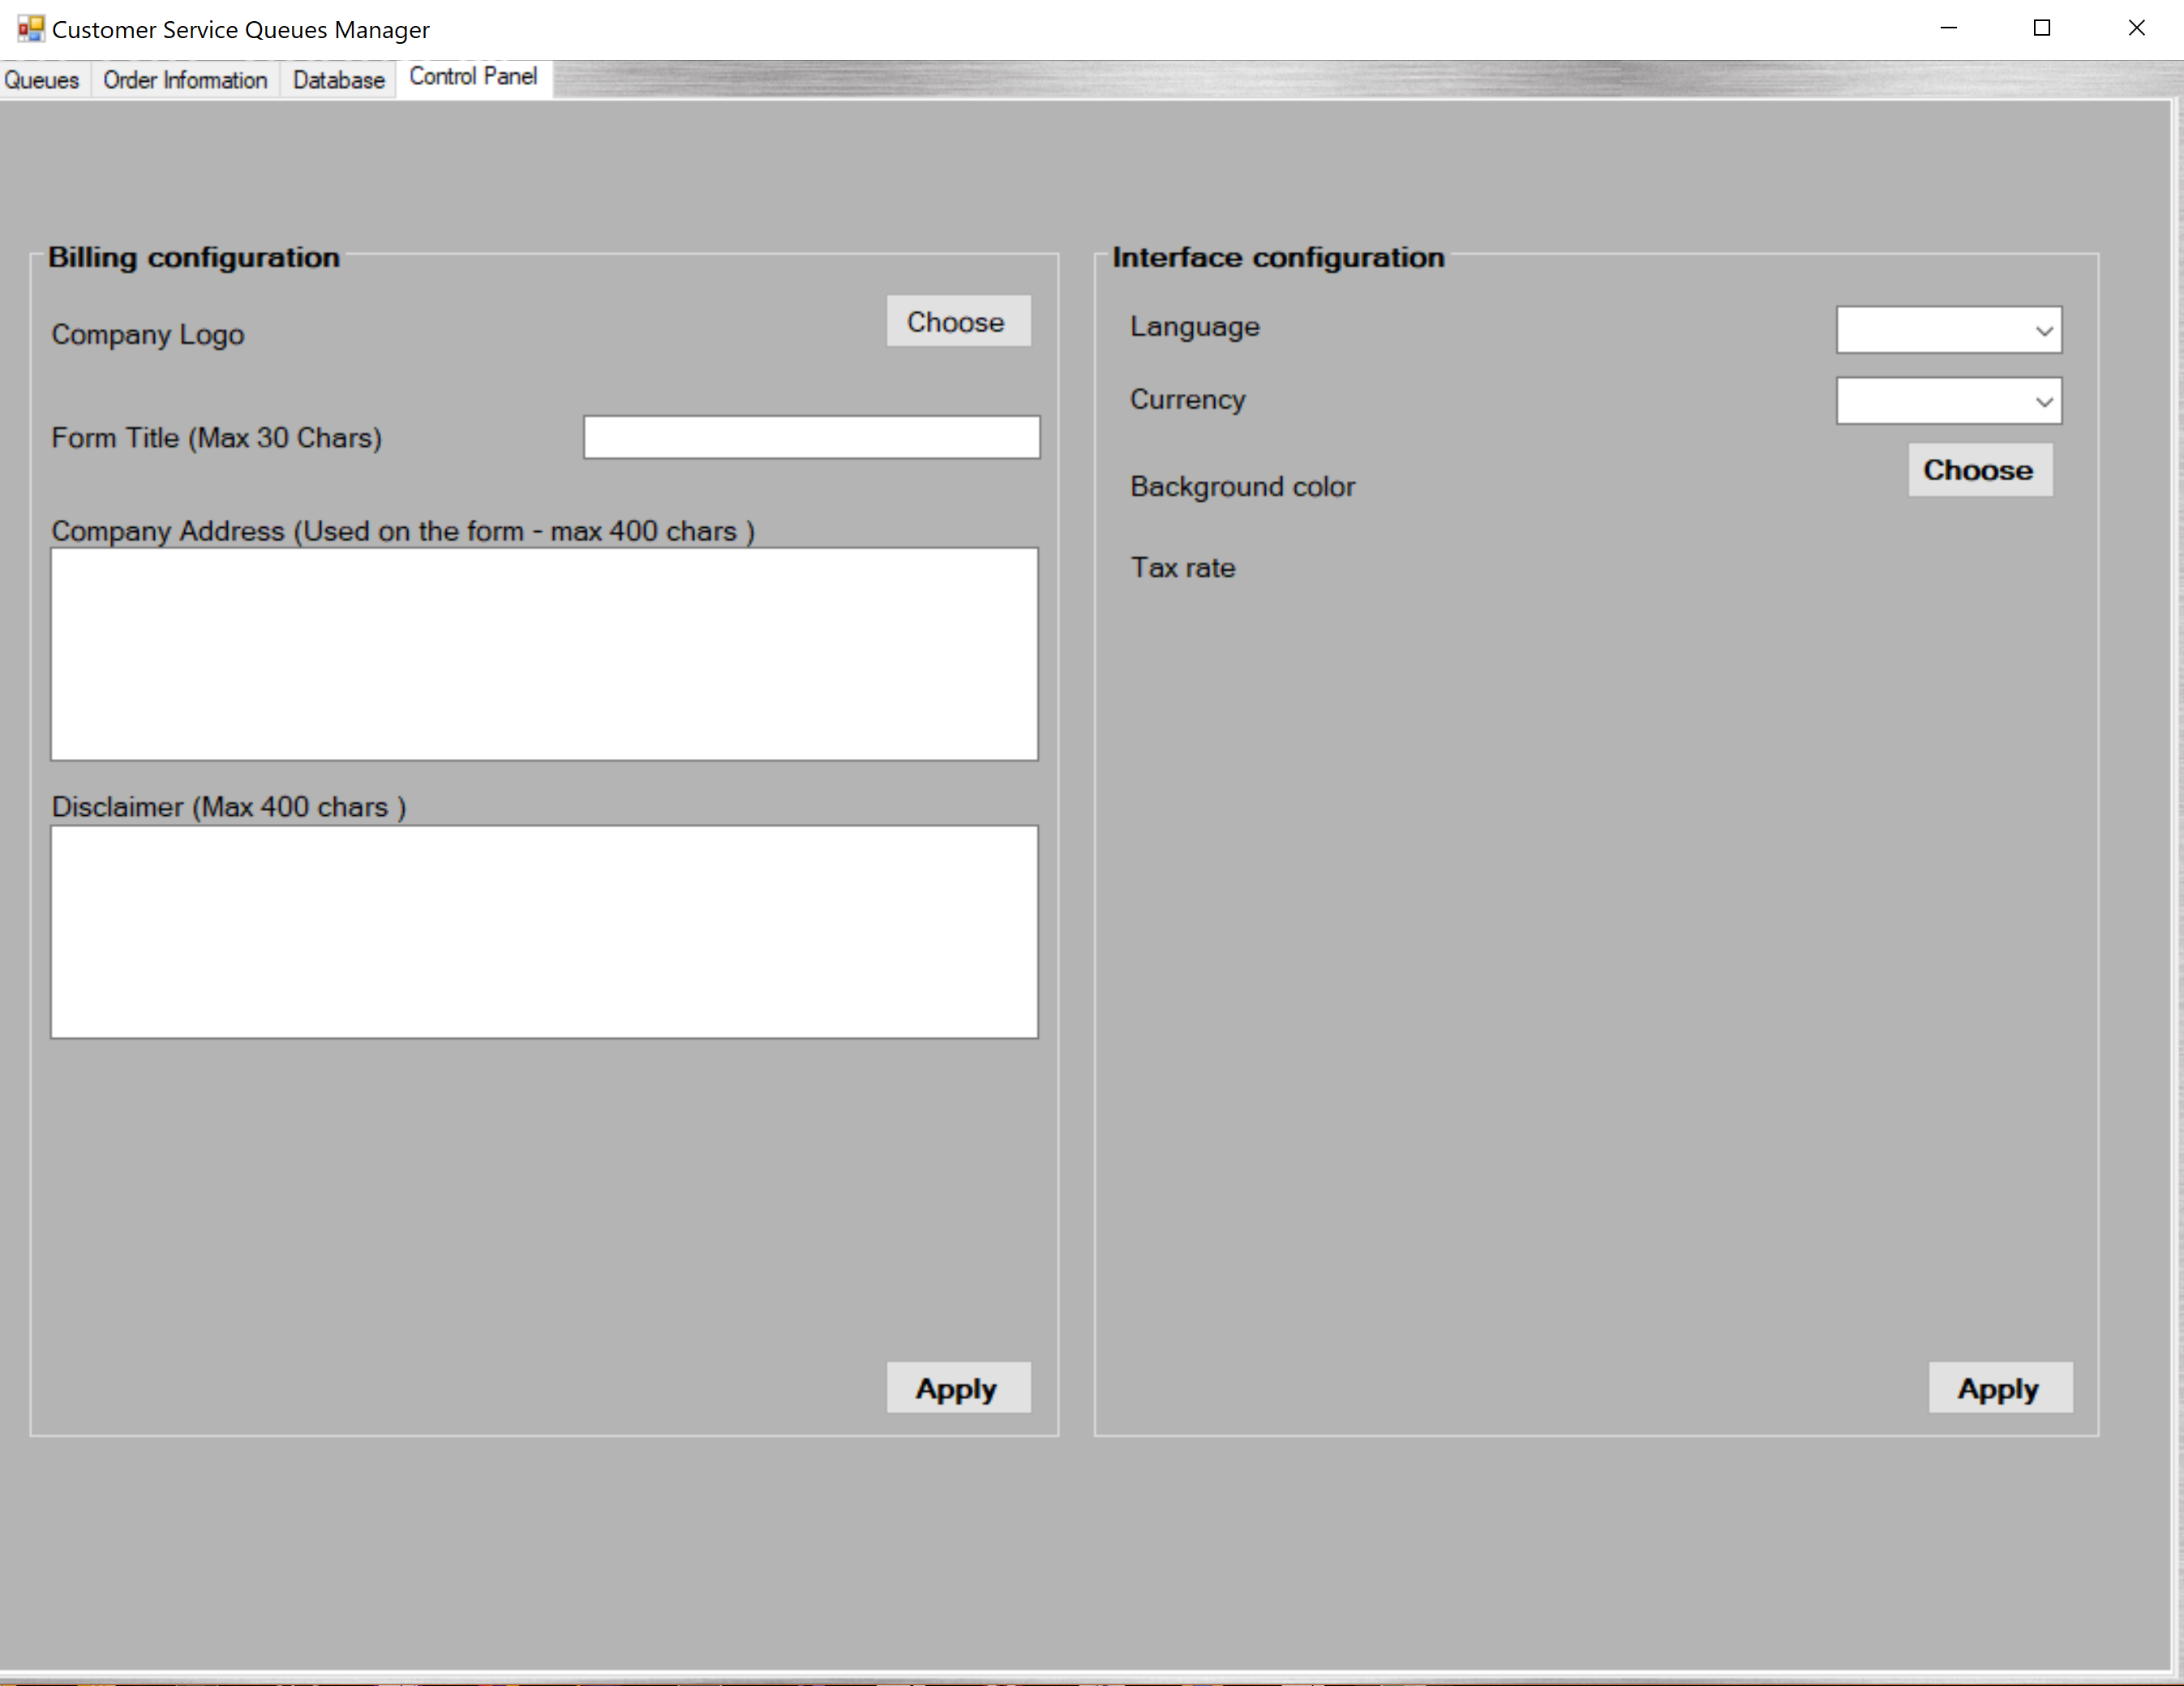 Customer Service Queues Manager
Queues
Order Information
Database
Control Panel
Billing configuration
Company Logo
Choose
Form Title (Max 30 Chars)
Company Address (Used on the form - max 400 chars )
Disclaimer (Max 400 chars )
Apply
Interface configuration
Language
Currency
Background color
Choose
Tax rate
Apply